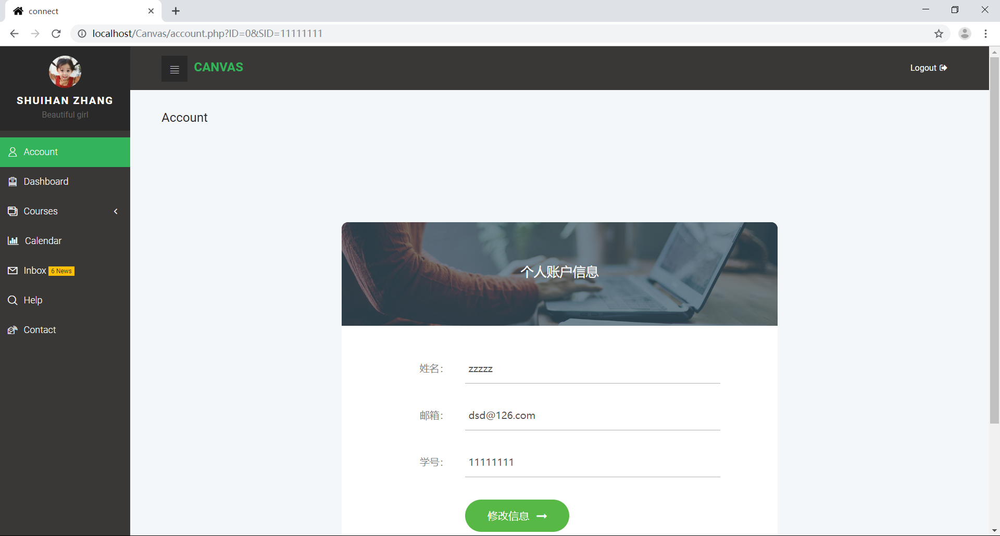 connect
localhost/Canvas/account.php?ID=0&SID=11111111
SHUIHAN ZHANG
Beautiful girl
Account
Dashboard
Courses
Calendar
Inbox 6 News
Help
Contact
CANVAS
Logout
Account
个人账户信息
姓名： zzzzz
邮箱： dsd@126.com
学号： 11111111
修改信息